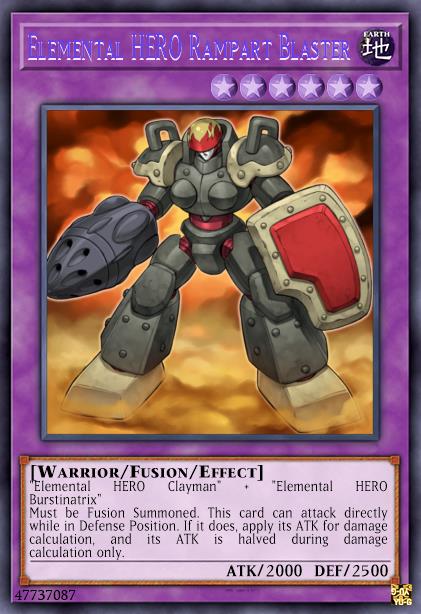 Elemental HERO Rampart Blaster
EARTH
地
[Warrior/Fusion/Effect]
"Elemental HERO Clayman" + "Elemental HERO
Burstinatrix"
Must be Fusion Summoned. This card can attack directly
while in Defense Position. If it does, apply its ATK for damage
calculation, and its ATK is halved during damage
calculation only.
ATK/2000 DEF/2500
47737087